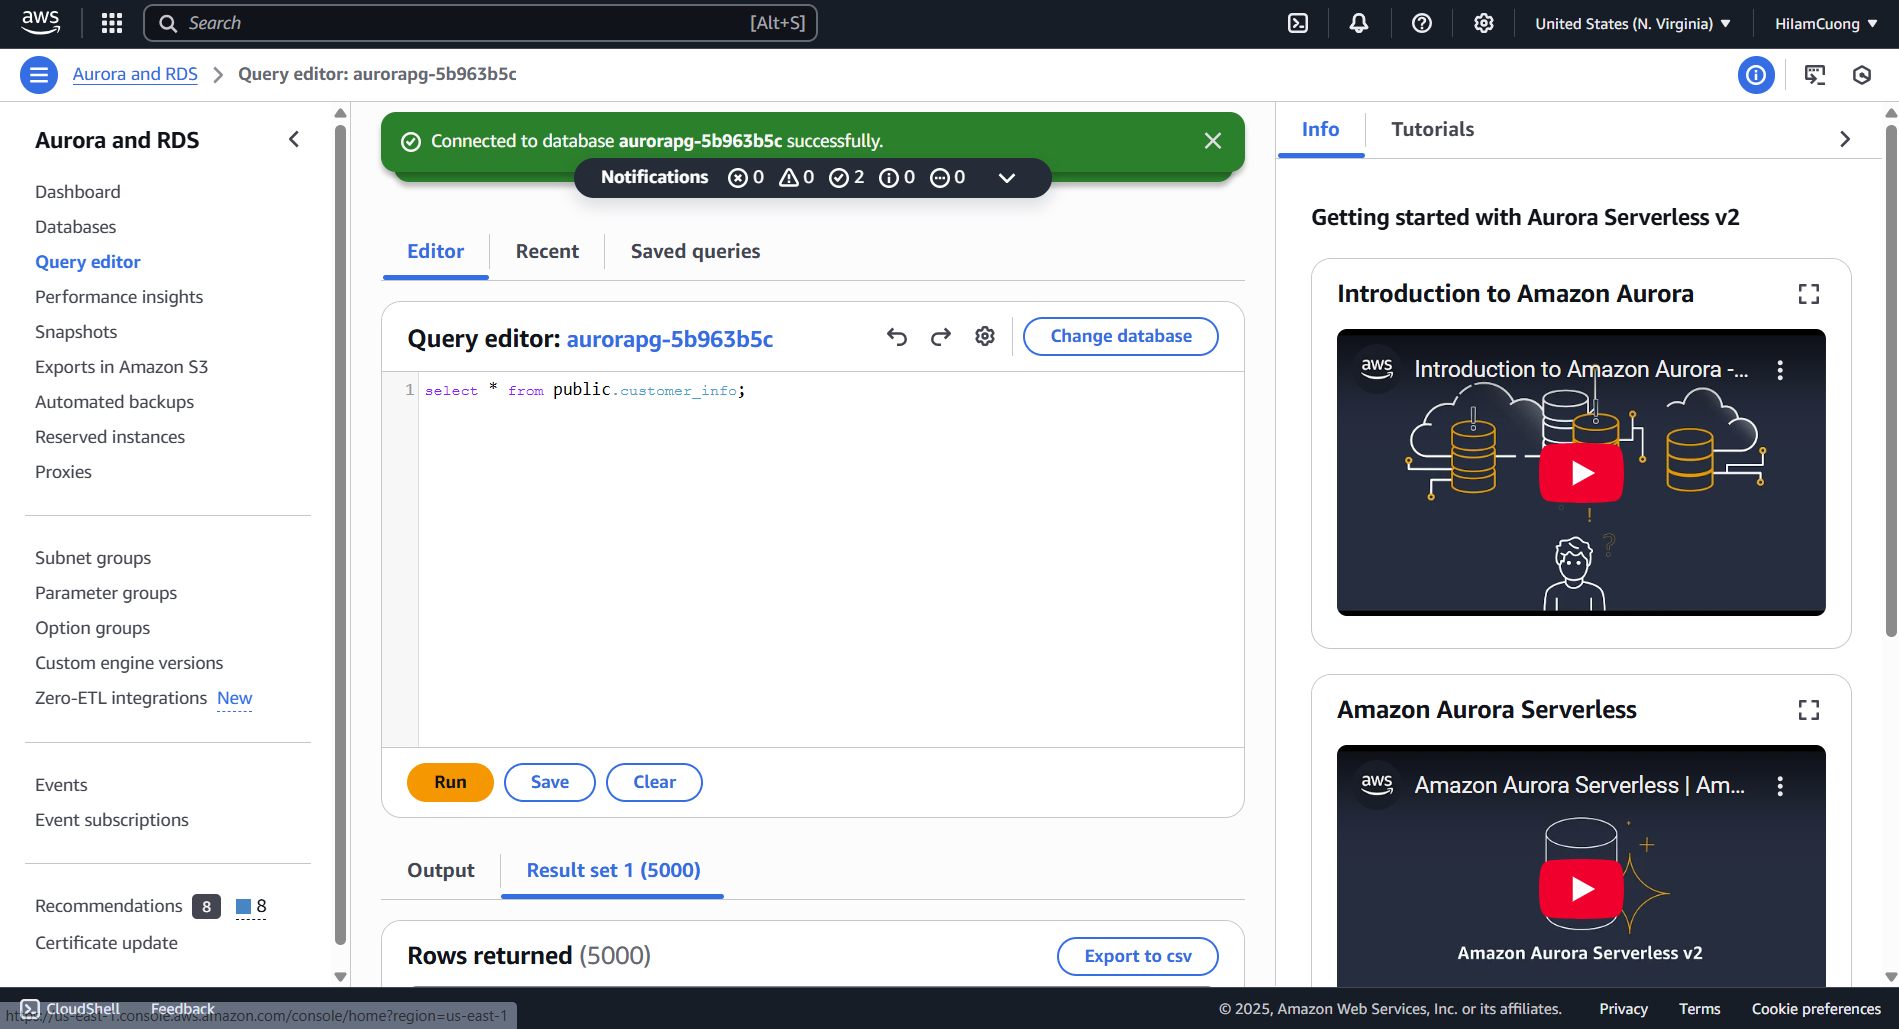 aws
Search [Alt+S]
United States (N. Virginia)
HilamCuong
Aurora and RDS
Query editor: aurorapg-5b963b5c
Aurora and RDS
Dashboard
Databases
Query editor
Performance insights
Snapshots
Exports in Amazon S3
Automated backups
Reserved instances
Proxies
Subnet groups
Parameter groups
Option groups
Custom engine versions
Zero-ETL integrations New
Events
Event subscriptions
Recommendations 8 8
Certificate update
Connected to database aurorapg-5b963b5c successfully.
Notifications 0 0 2 0 0
Editor
Recent
Saved queries
Query editor: aurorapg-5b963b5c
Change database
1 select * from public.customer_info;
Run
Save
Clear
Output
Result set 1 (5000)
Rows returned (5000)
Export to csv
Info
Tutorials
Getting started with Aurora Serverless v2
Introduction to Amazon Aurora
aws
Introduction to Amazon Aurora -...
Amazon Aurora Serverless
aws
Amazon Aurora Serverless | Am...
Amazon Aurora Serverless v2
CloudShell
Feedback
https://us-east-1.console.aws.amazon.com/console/home?region=us-east-1
© 2025, Amazon Web Services, Inc. or its affiliates.
Privacy
Terms
Cookie preferences